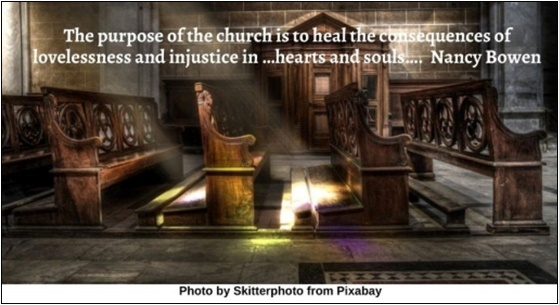 The purpose of the church is to heal the consequences of
lovelessness and injustice in ...hearts and souls.... Nancy Bowen
Photo by Skitterphoto from Pixabay